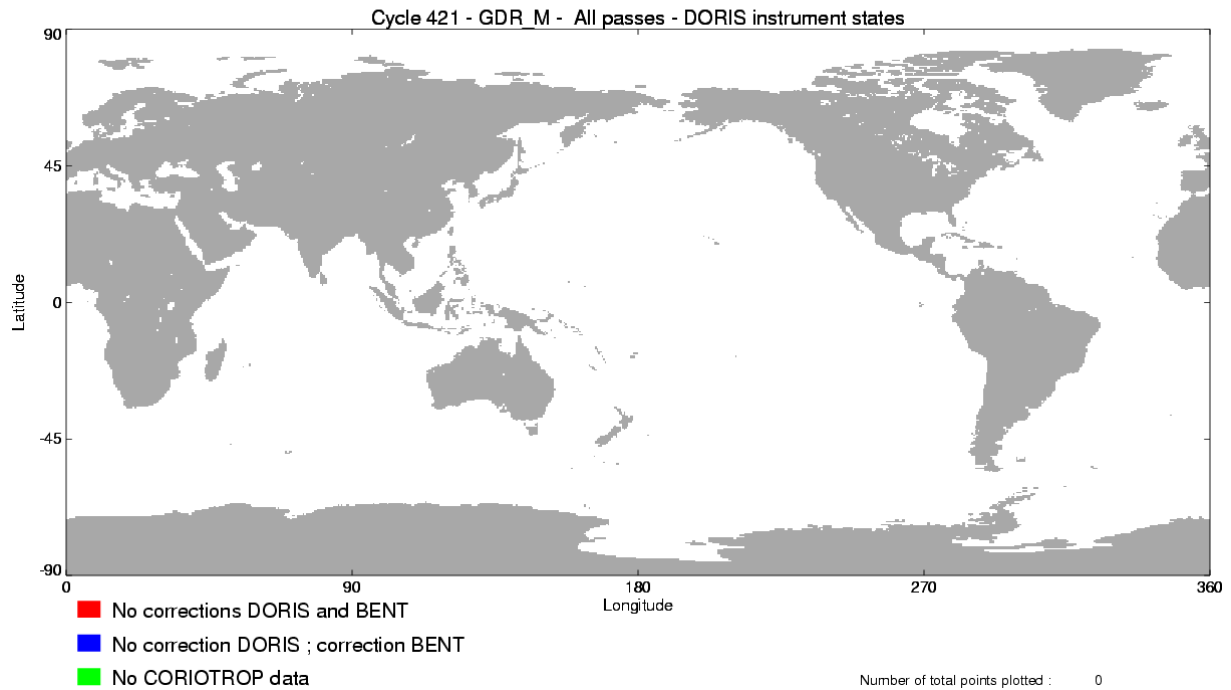 Cycle 421 - GDR_M - All passes - DORIS instrument states
90
45
0
-45
-90
Latitude
0 90 180 270 360
Longitude
No corrections DORIS and BENT
No correction DORIS ; correction BENT
No CORIOTROP data
Number of total points plotted : 0